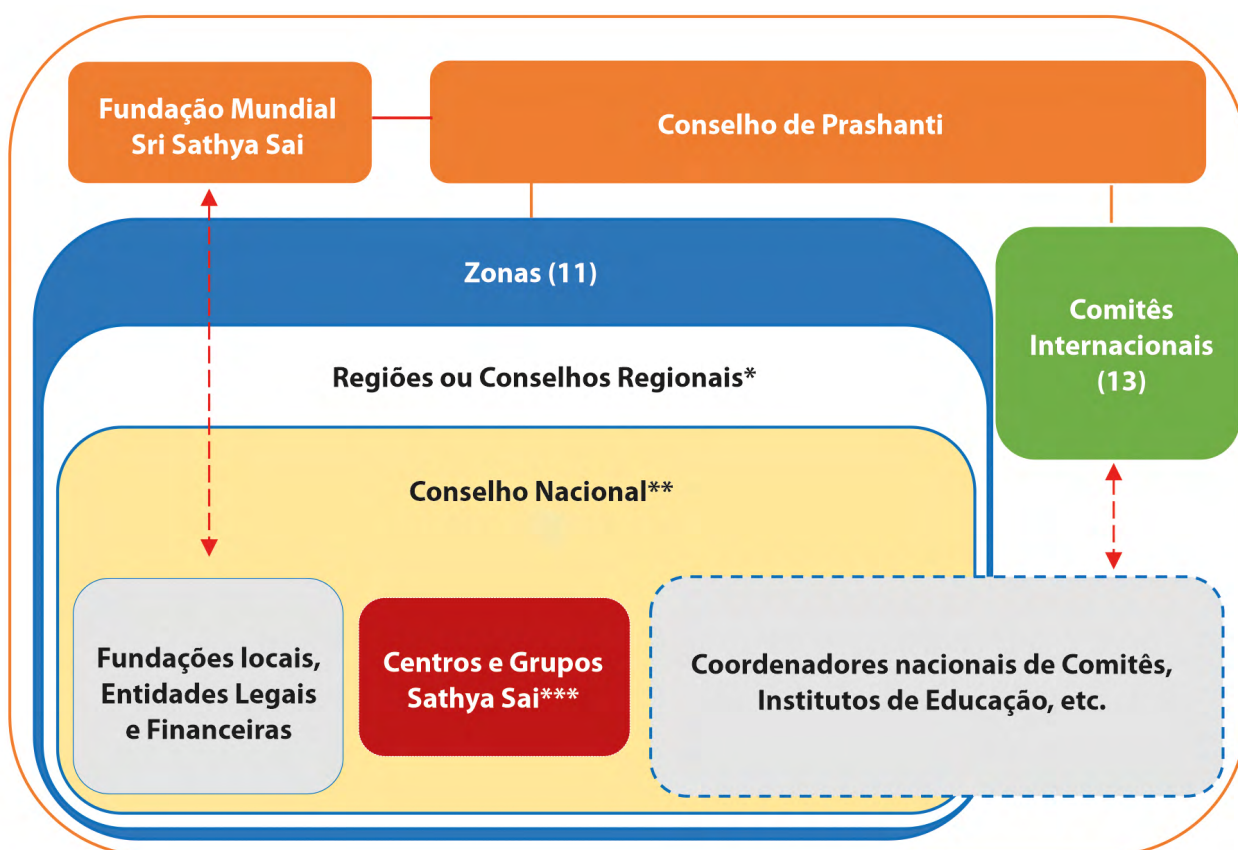 Fundação Mundial
Sri Sathya Sai
Conselho de Prashanti
Zonas (11)
Comitês
Internacionais
(13)
Regiões ou Conselhos Regionais*
Conselho Nacional**
Fundações locais,
Entidades Legais
e Financeiras
Centros e Grupos
Sathya Sai***
Coordenadores nacionais de Comitês,
Institutos de Educação, etc.